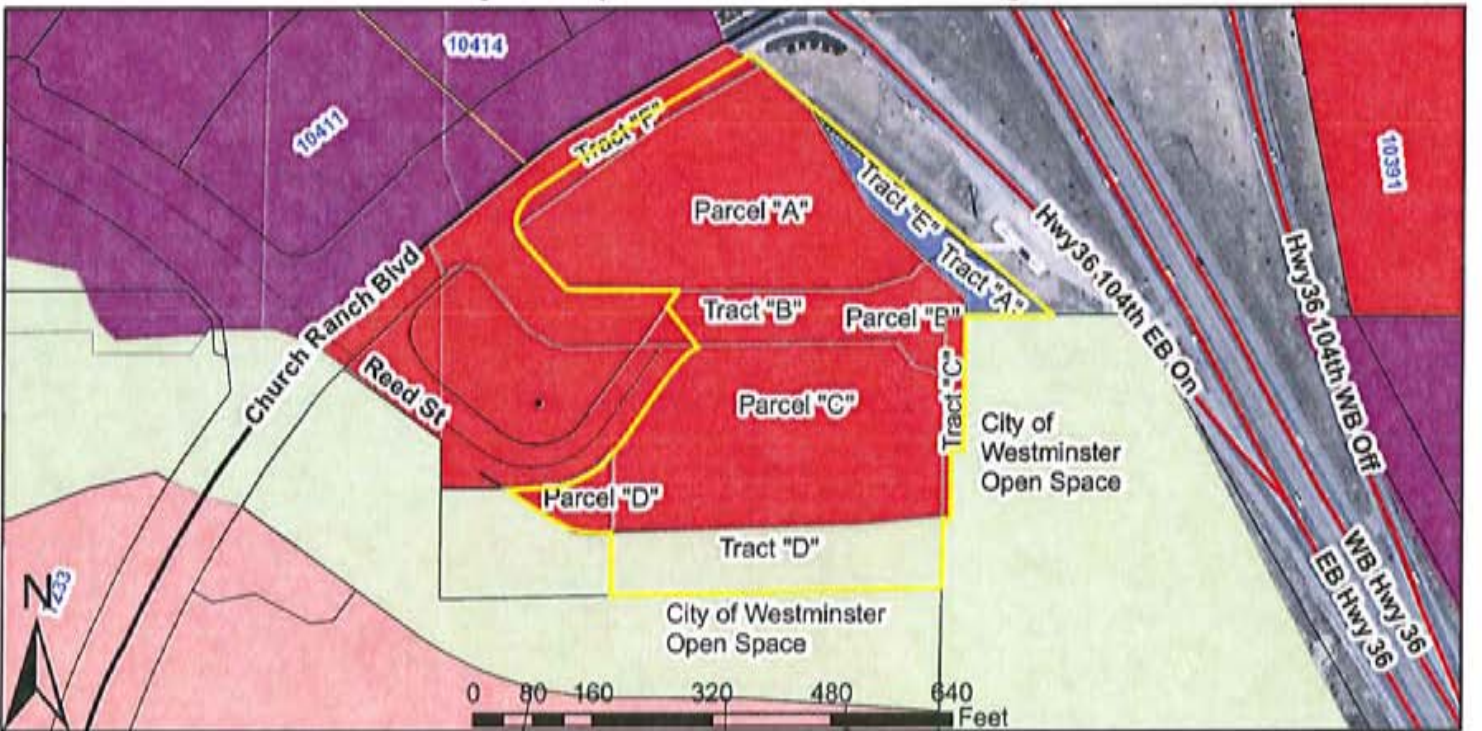 10414
10411
Tract "F"
10391
Parcel "A"
Tract "E"
Tract "A"
Hwy36 104th EB On
Hwy36 104th WB Off
Church Ranch Blvd
Tract "B"
Parcel "B"
Reed St
Parcel "C"
Tract "C"
City of
Westminster
Open Space
Parcel "D"
Tract "D"
WB Hwy 36
EB Hwy 36
N
City of Westminster
Open Space
0 80 160 320 480 640
Feet